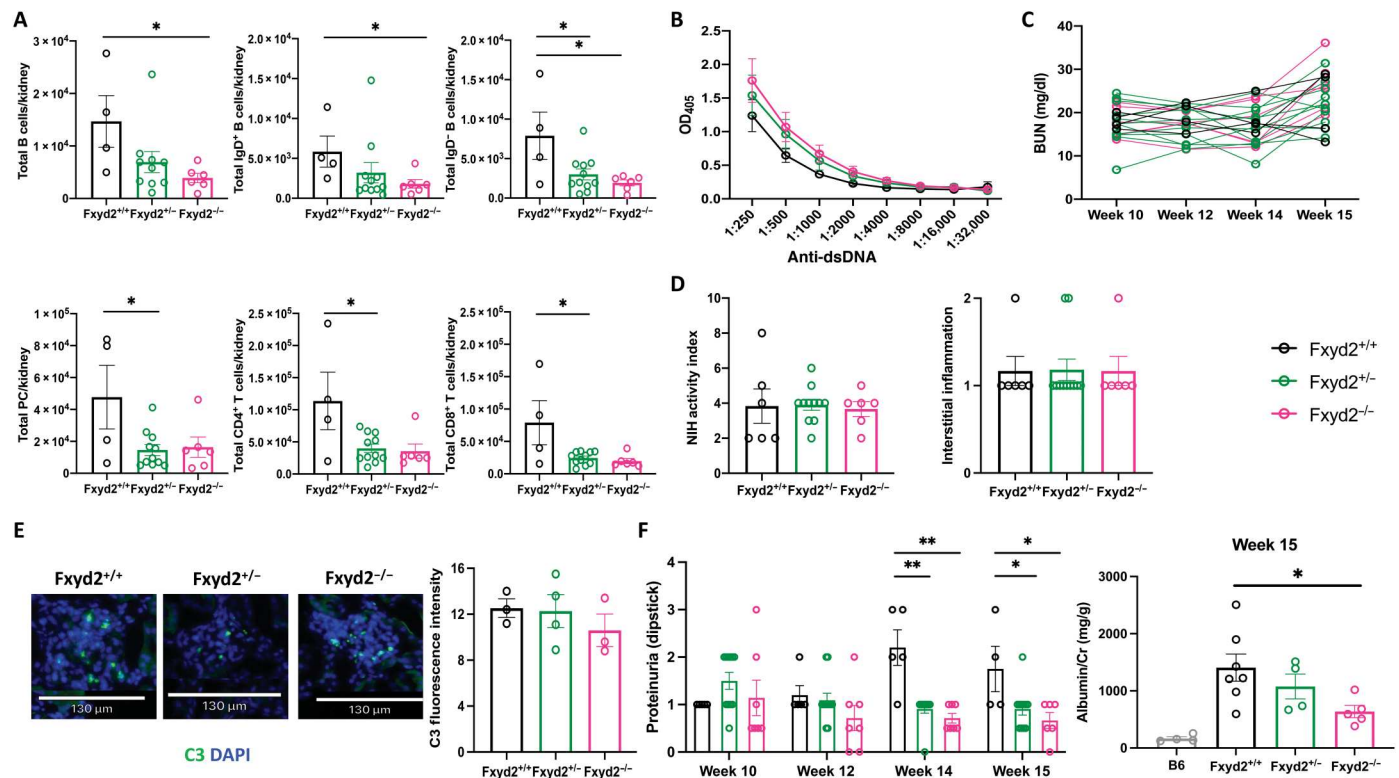 A
Total B cells/kidney
3 × 10⁴
2 × 10⁴
1 × 10⁴
0
*
Fxyd2+/+ Fxyd2+/− Fxyd2−/−
Total IgD⁺ B cells/kidney
2.0 × 10⁴
1.5 × 10⁴
1.0 × 10⁴
5.0 × 10³
0
*
Fxyd2+/+ Fxyd2+/− Fxyd2−/−
Total IgD⁻ B cells/kidney
2.0 × 10⁴
1.5 × 10⁴
1.0 × 10⁴
5.0 × 10³
0
*
*
Fxyd2+/+ Fxyd2+/− Fxyd2−/−
Total PC/kidney
1 × 10⁵
8 × 10⁴
6 × 10⁴
4 × 10⁴
2 × 10⁴
0
*
Fxyd2+/+ Fxyd2+/− Fxyd2−/−
Total CD4⁺ T cells/kidney
2.5 × 10⁵
2.0 × 10⁵
1.5 × 10⁵
1.0 × 10⁵
5.0 × 10⁴
0
*
Fxyd2+/+ Fxyd2+/− Fxyd2−/−
Total CD8⁺ T cells/kidney
2.5 × 10⁵
2.0 × 10⁵
1.5 × 10⁵
1.0 × 10⁵
5.0 × 10⁴
0
*
Fxyd2+/+ Fxyd2+/− Fxyd2−/−
B
OD405
2.5
2.0
1.5
1.0
0.5
0.0
1:250
1:500
1:1000
1:2000
1:4000
1:8000
1:16,000
1:32,000
Anti-dsDNA
C
BUN (mg/dl)
40
30
20
10
0
Week 10 Week 12 Week 14 Week 15
D
NIH activity index
10
8
6
4
2
0
Fxyd2+/+ Fxyd2+/− Fxyd2−/−
Interstitial inflammation
2
1
0
Fxyd2+/+ Fxyd2+/− Fxyd2−/−
Fxyd2+/+
Fxyd2+/−
Fxyd2−/−
E
Fxyd2+/+ Fxyd2+/− Fxyd2−/−
130 µm
130 µm
130 µm
C3 DAPI
C3 fluorescence intensity
16
12
8
4
0
Fxyd2+/+ Fxyd2+/− Fxyd2−/−
F
Proteinuria (dipstick)
4
3
2
1
0
**
**
*
*
Week 10 Week 12 Week 14 Week 15
Week 15
Albumin/Cr (mg/g)
3000
2000
1000
0
*
B6 Fxyd2+/+ Fxyd2+/− Fxyd2−/−